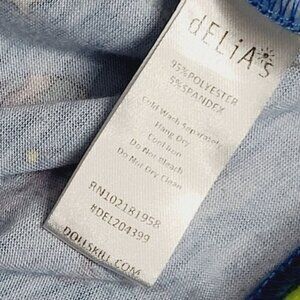 dELiA*s
95%POLYESTER
5%SPANDEX
Cold Wash Separately
Hang Dry
Cool Iron
Do Not Bleach
Do Not Dry Clean
RN102181958
#DEL204399
DOLLSKILL.COM